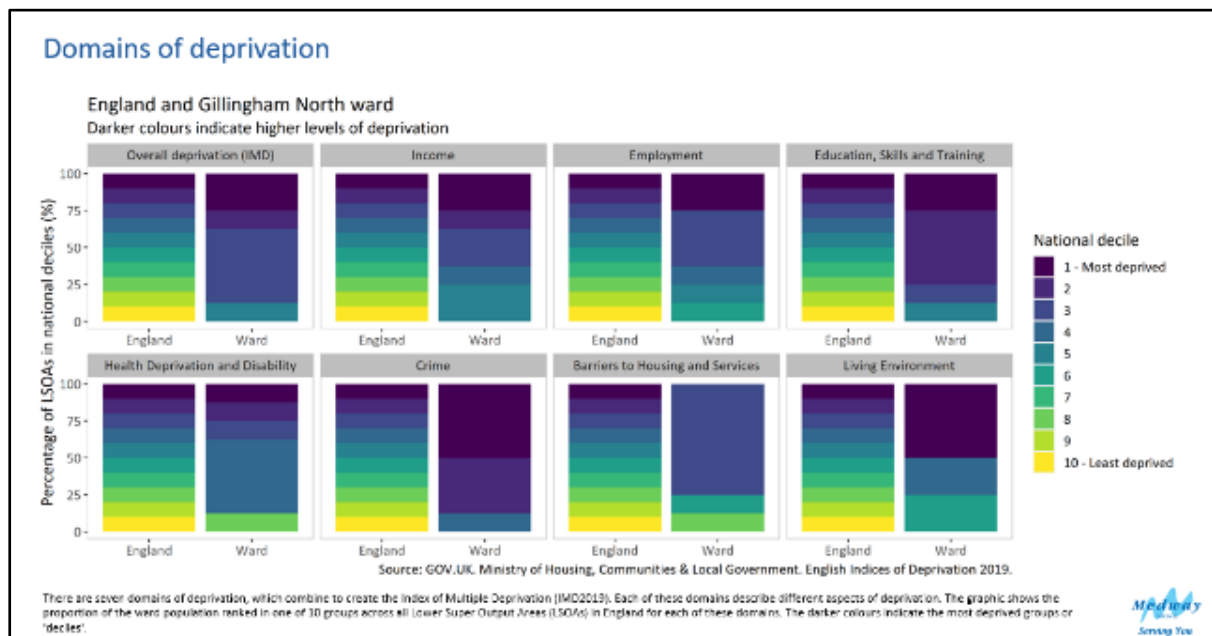 Domains of deprivation
England and Gillingham North ward
Darker colours indicate higher levels of deprivation
Overall deprivation (IMD) Income Employment Education, Skills and Training
Percentage of LSOAs in national deciles (%)
100
75
50
25
0
England Ward England Ward England Ward England Ward
Health Deprivation and Disability Crime Barriers to Housing and Services Living Environment
100
75
50
25
0
England Ward England Ward England Ward England Ward
National decile
1 - Most deprived
2
3
4
5
6
7
8
9
10 - Least deprived
Source: GOV.UK. Ministry of Housing, Communities & Local Government. English Indices of Deprivation 2019.
There are seven domains of deprivation, which combine to create the Index of Multiple Deprivation (IMD2019). Each of these domains describe different aspects of deprivation. The graphic shows the
proportion of the ward population ranked in one of 10 groups across all Lower Super Output Areas (LSOAs) in England for each of these domains. The darker colours indicate the most deprived groups or
'deciles'.
Medway
Serving You